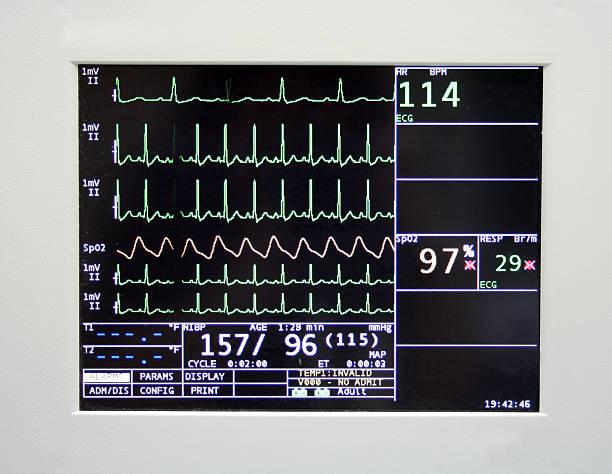 1mV
II
HR BPM
114
ECG
1mV
II
1mV
II
SpO2
SpO2 RESP Br/m
97% 29
ECG
1mV
II
1mV
II
T1 - - - . - °F
T2 - - - . - °F
NIBP AGE 1:29 min mmHg
157/ 96 (115)
MAP
CYCLE 0:02:00 ET 0:00:03
ALARM PARAMS DISPLAY
TEMP1:INVALID
V000 - NO ADMIT
ADM/DIS CONFIG PRINT
Adult
19:42:46